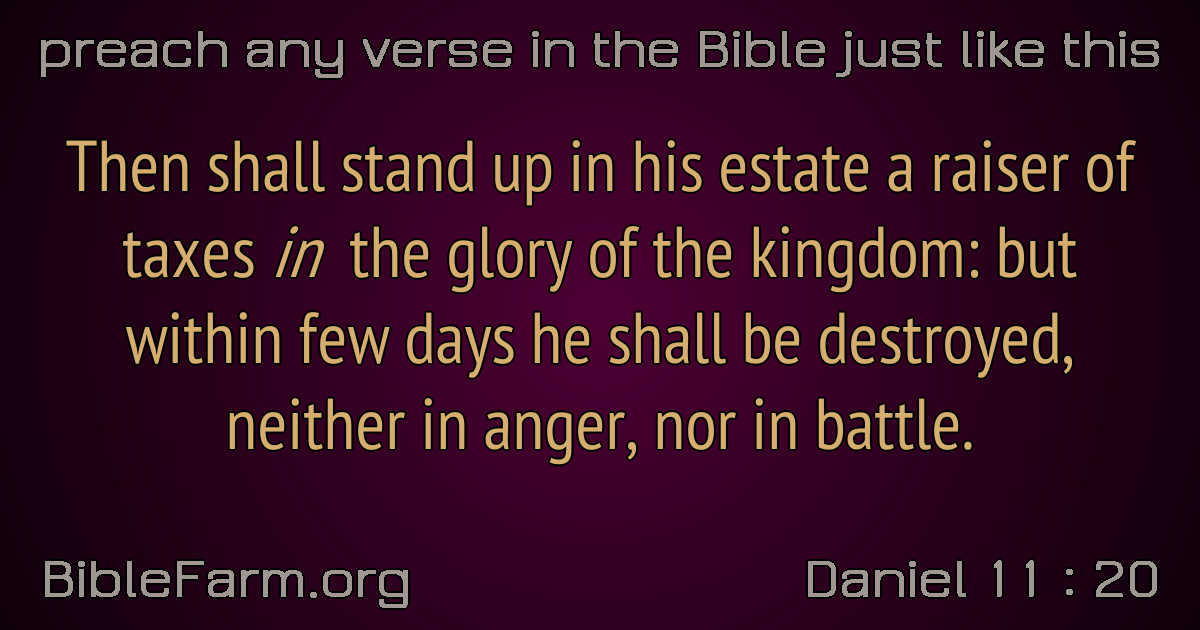 preach any verse in the Bible just like this
Then shall stand up in his estate a raiser of
taxes in the glory of the kingdom: but
within few days he shall be destroyed,
neither in anger, nor in battle.
BibleFarm.org
Daniel 11 : 20